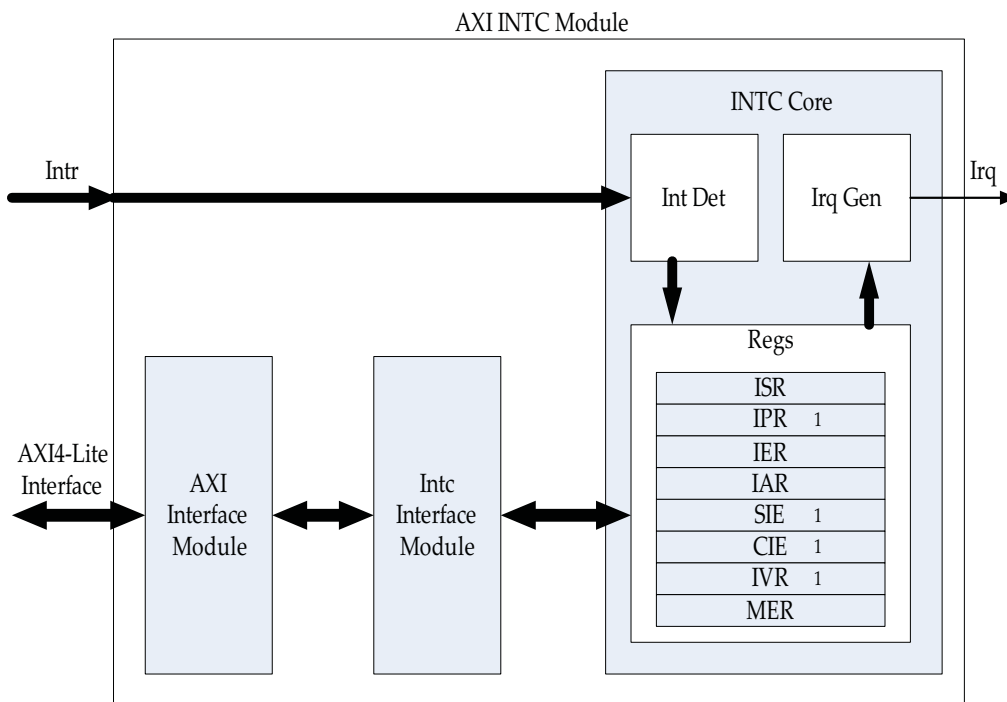 AXI INTC Module
INTC Core
Intr
Int Det
Irq Gen
Irq
Regs
ISR
IPR 1
IER
IAR
SIE 1
CIE 1
IVR 1
MER
AXI4-Lite
Interface
AXI
Interface
Module
Intc
Interface
Module